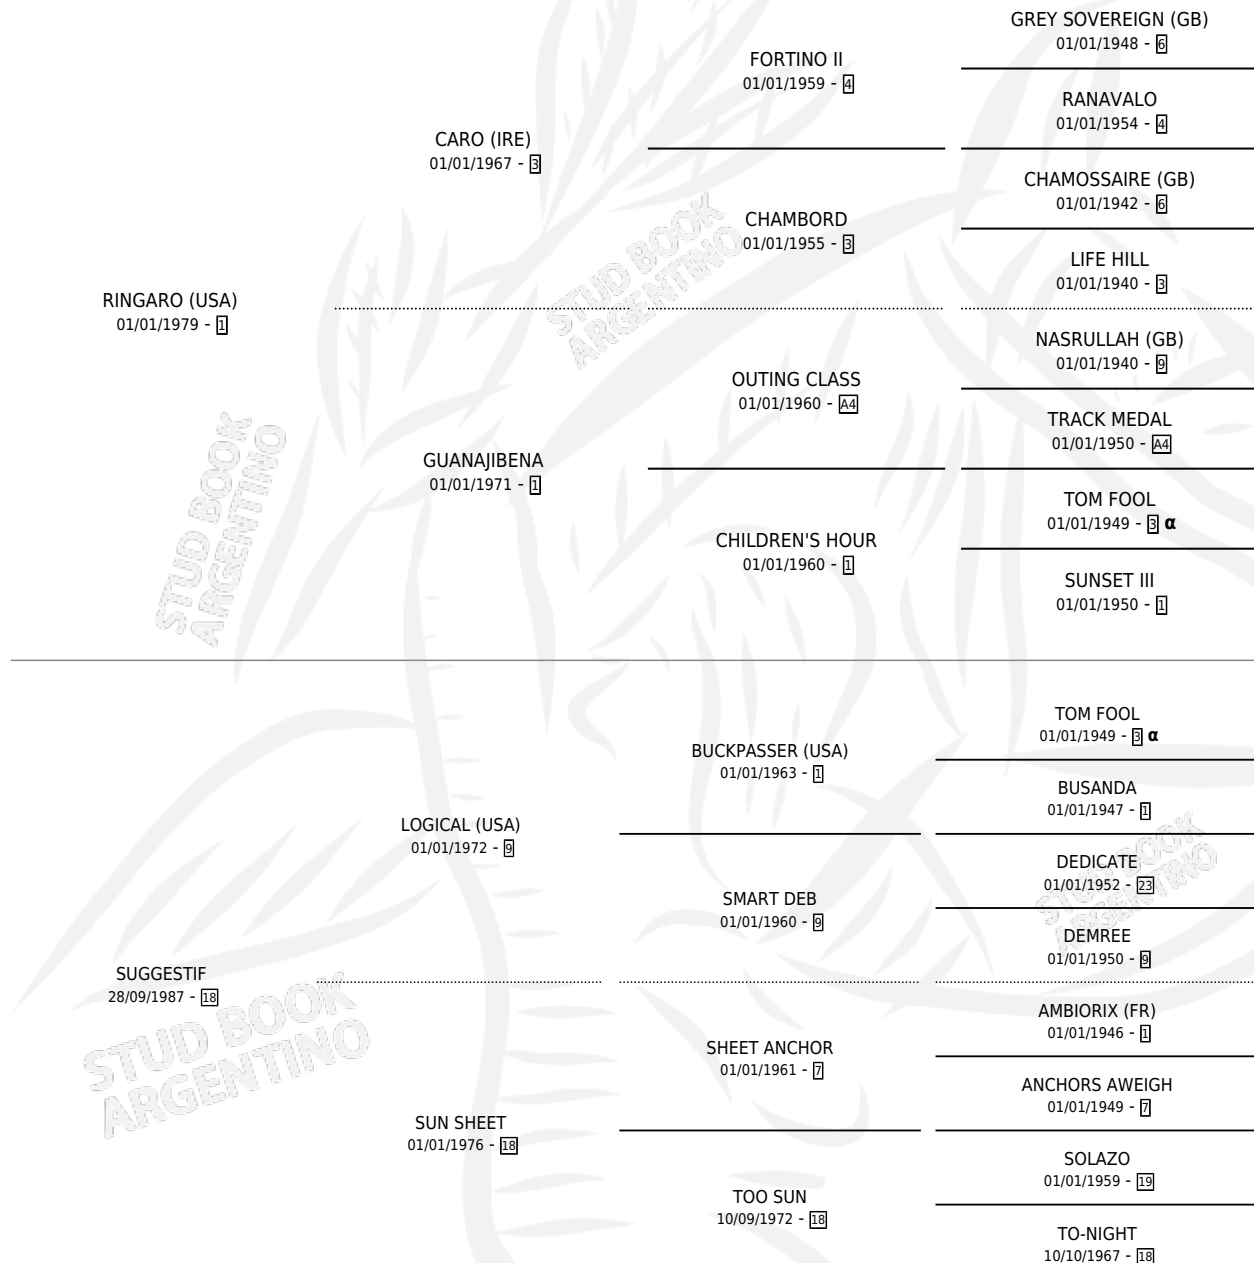 GREY SOVEREIGN (GB)
01/01/1948 - 6
FORTINO II
01/01/1959 - 4
RANAVALO
01/01/1954 - 4
CARO (IRE)
01/01/1967 - 3
CHAMOSSAIRE (GB)
01/01/1942 - 6
CHAMBORD
01/01/1955 - 3
LIFE HILL
01/01/1940 - 3
RINGARO (USA)
01/01/1979 - 1
NASRULLAH (GB)
01/01/1940 - 9
OUTING CLASS
01/01/1960 - A4
TRACK MEDAL
01/01/1950 - A4
GUANAJIBENA
01/01/1971 - 1
TOM FOOL
01/01/1949 - 3 α
CHILDREN'S HOUR
01/01/1960 - 1
SUNSET III
01/01/1950 - 1
TOM FOOL
01/01/1949 - 3 α
BUCKPASSER (USA)
01/01/1963 - 1
BUSANDA
01/01/1947 - 1
LOGICAL (USA)
01/01/1972 - 9
DEDICATE
01/01/1952 - 23
SMART DEB
01/01/1960 - 9
DEMREE
01/01/1950 - 9
SUGGESTIF
28/09/1987 - 18
AMBIORIX (FR)
01/01/1946 - 1
SHEET ANCHOR
01/01/1961 - 7
ANCHORS AWEIGH
01/01/1949 - 7
SUN SHEET
01/01/1976 - 18
SOLAZO
01/01/1959 - 19
TOO SUN
10/09/1972 - 18
TO-NIGHT
10/10/1967 - 18
STUD BOOK
ARGENTINO
STUD BOOK
ARGENTINO
STUD BOOK
ARGENTINO
STUD BOOK
ARGENTINO